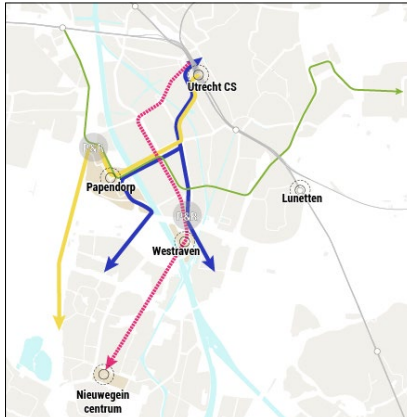 Utrecht CS
P&R
Papendorp
Lunetten
P&R
Westraven
Nieuwegein
centrum